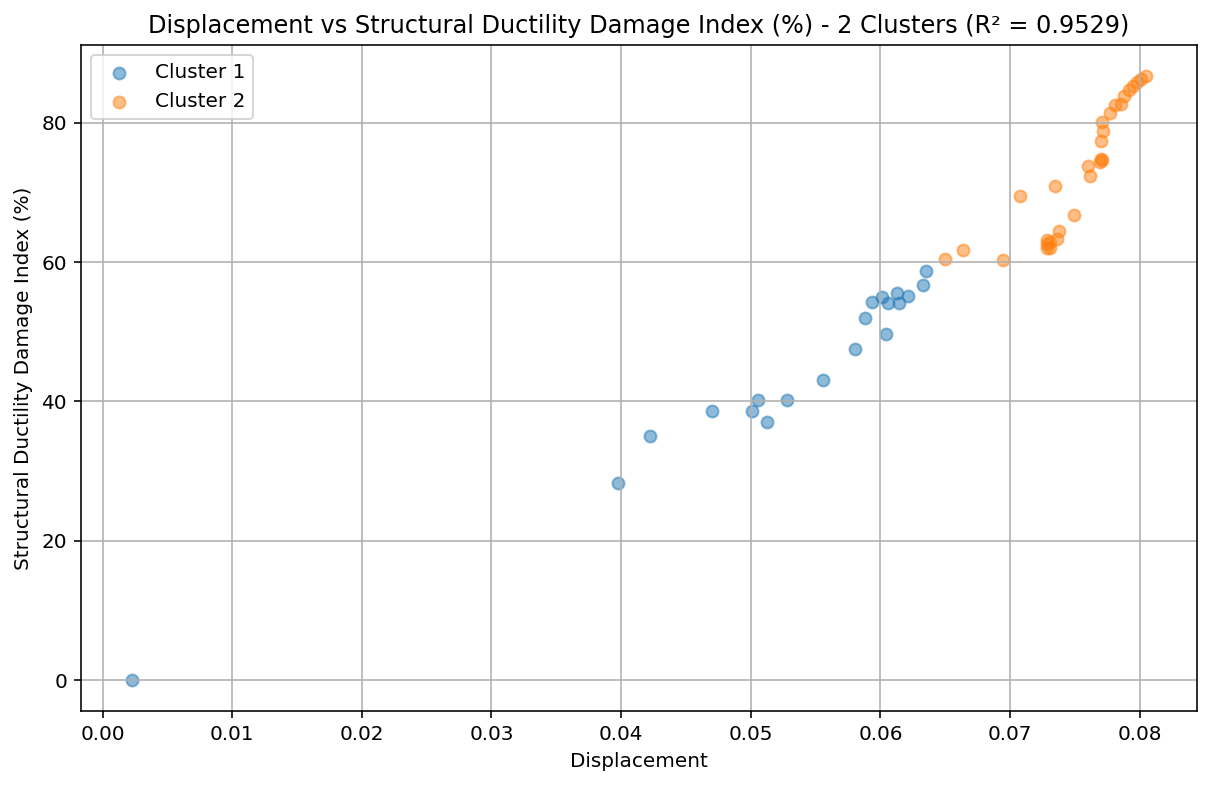 Displacement vs Structural Ductility Damage Index (%) - 2 Clusters (R² = 0.9529)
Cluster 1
Cluster 2
Structural Ductility Damage Index (%)
80
60
40
20
0
0.00 0.01 0.02 0.03 0.04 0.05 0.06 0.07 0.08
Displacement